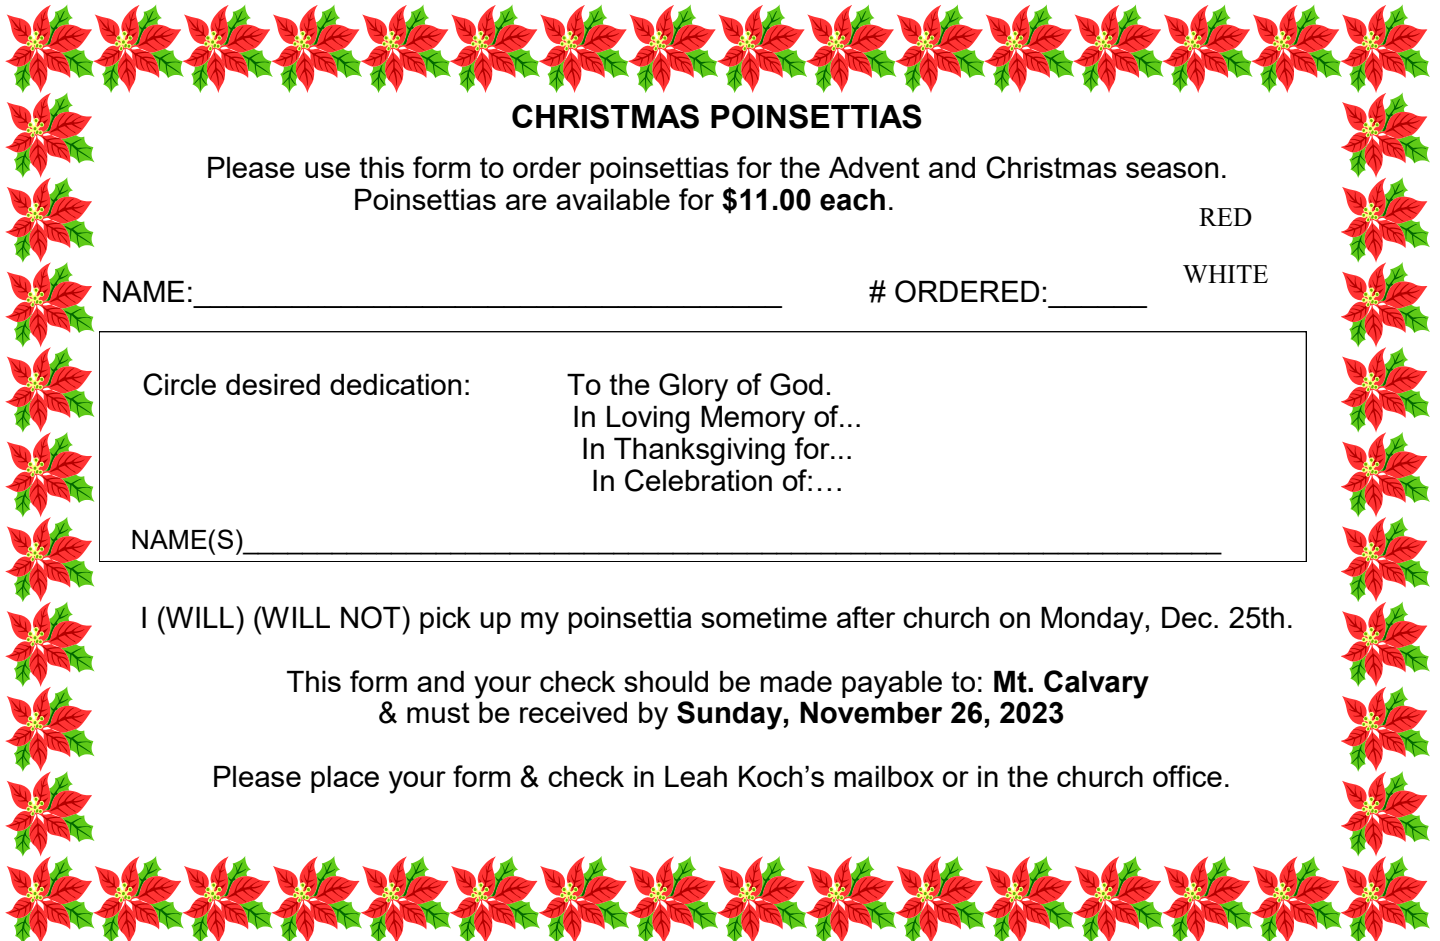 CHRISTMAS POINSETTIAS
Please use this form to order poinsettias for the Advent and Christmas season.
Poinsettias are available for $11.00 each.
RED
WHITE
NAME:____________________________________ # ORDERED:______
Circle desired dedication: To the Glory of God.
In Loving Memory of...
In Thanksgiving for...
In Celebration of:…
NAME(S)___________________________________________________________________
I (WILL) (WILL NOT) pick up my poinsettia sometime after church on Monday, Dec. 25th.
This form and your check should be made payable to: Mt. Calvary
& must be received by Sunday, November 26, 2023
Please place your form & check in Leah Koch’s mailbox or in the church office.